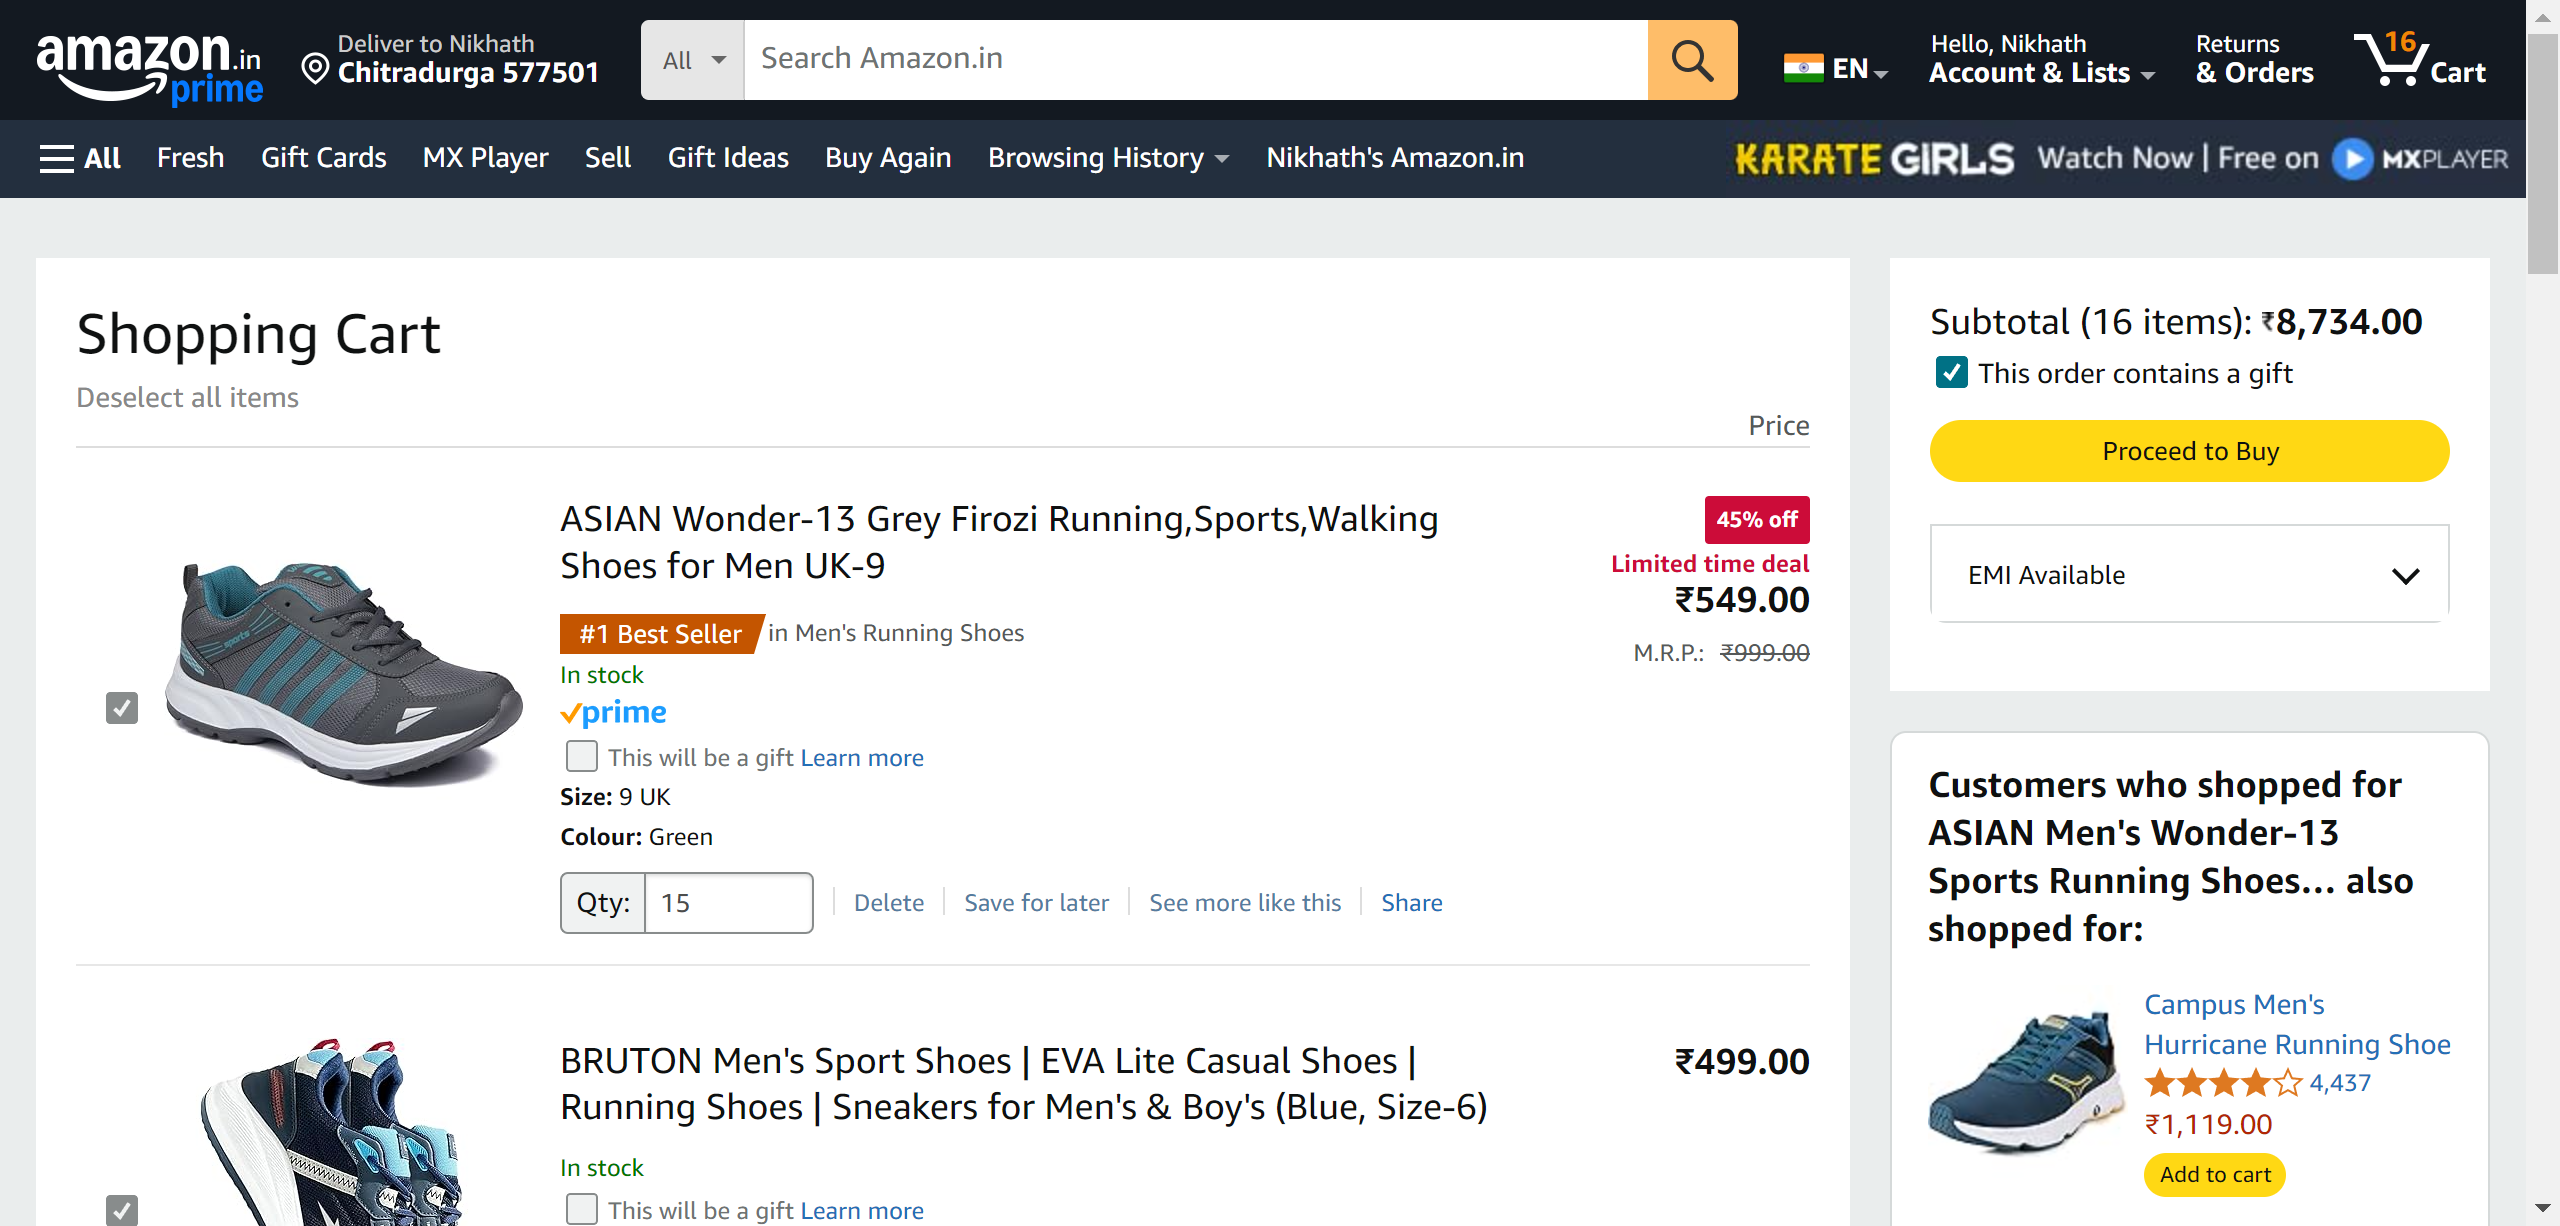 amazon.in
prime
Deliver to Nikhath
Chitradurga 577501
All
Search Amazon.in
EN
Hello, Nikhath
Account & Lists
Returns
& Orders
16
Cart
All
Fresh
Gift Cards
MX Player
Sell
Gift Ideas
Buy Again
Browsing History
Nikhath's Amazon.in
KARATE GIRLS Watch Now | Free on MXPLAYER
Shopping Cart
Deselect all items
Price
ASIAN Wonder-13 Grey Firozi Running,Sports,Walking
Shoes for Men UK-9
45% off
Limited time deal
₹549.00
M.R.P.: ₹999.00
#1 Best Seller in Men's Running Shoes
In stock
prime
This will be a gift Learn more
Size: 9 UK
Colour: Green
Qty: 15
Delete
Save for later
See more like this
Share
sports
BRUTON Men's Sport Shoes | EVA Lite Casual Shoes |
Running Shoes | Sneakers for Men's & Boy's (Blue, Size-6)
₹499.00
In stock
This will be a gift Learn more
Subtotal (16 items): ₹8,734.00
This order contains a gift
Proceed to Buy
EMI Available
Customers who shopped for
ASIAN Men's Wonder-13
Sports Running Shoes… also
shopped for:
Campus Men's
Hurricane Running Shoe
4,437
₹1,119.00
Add to cart